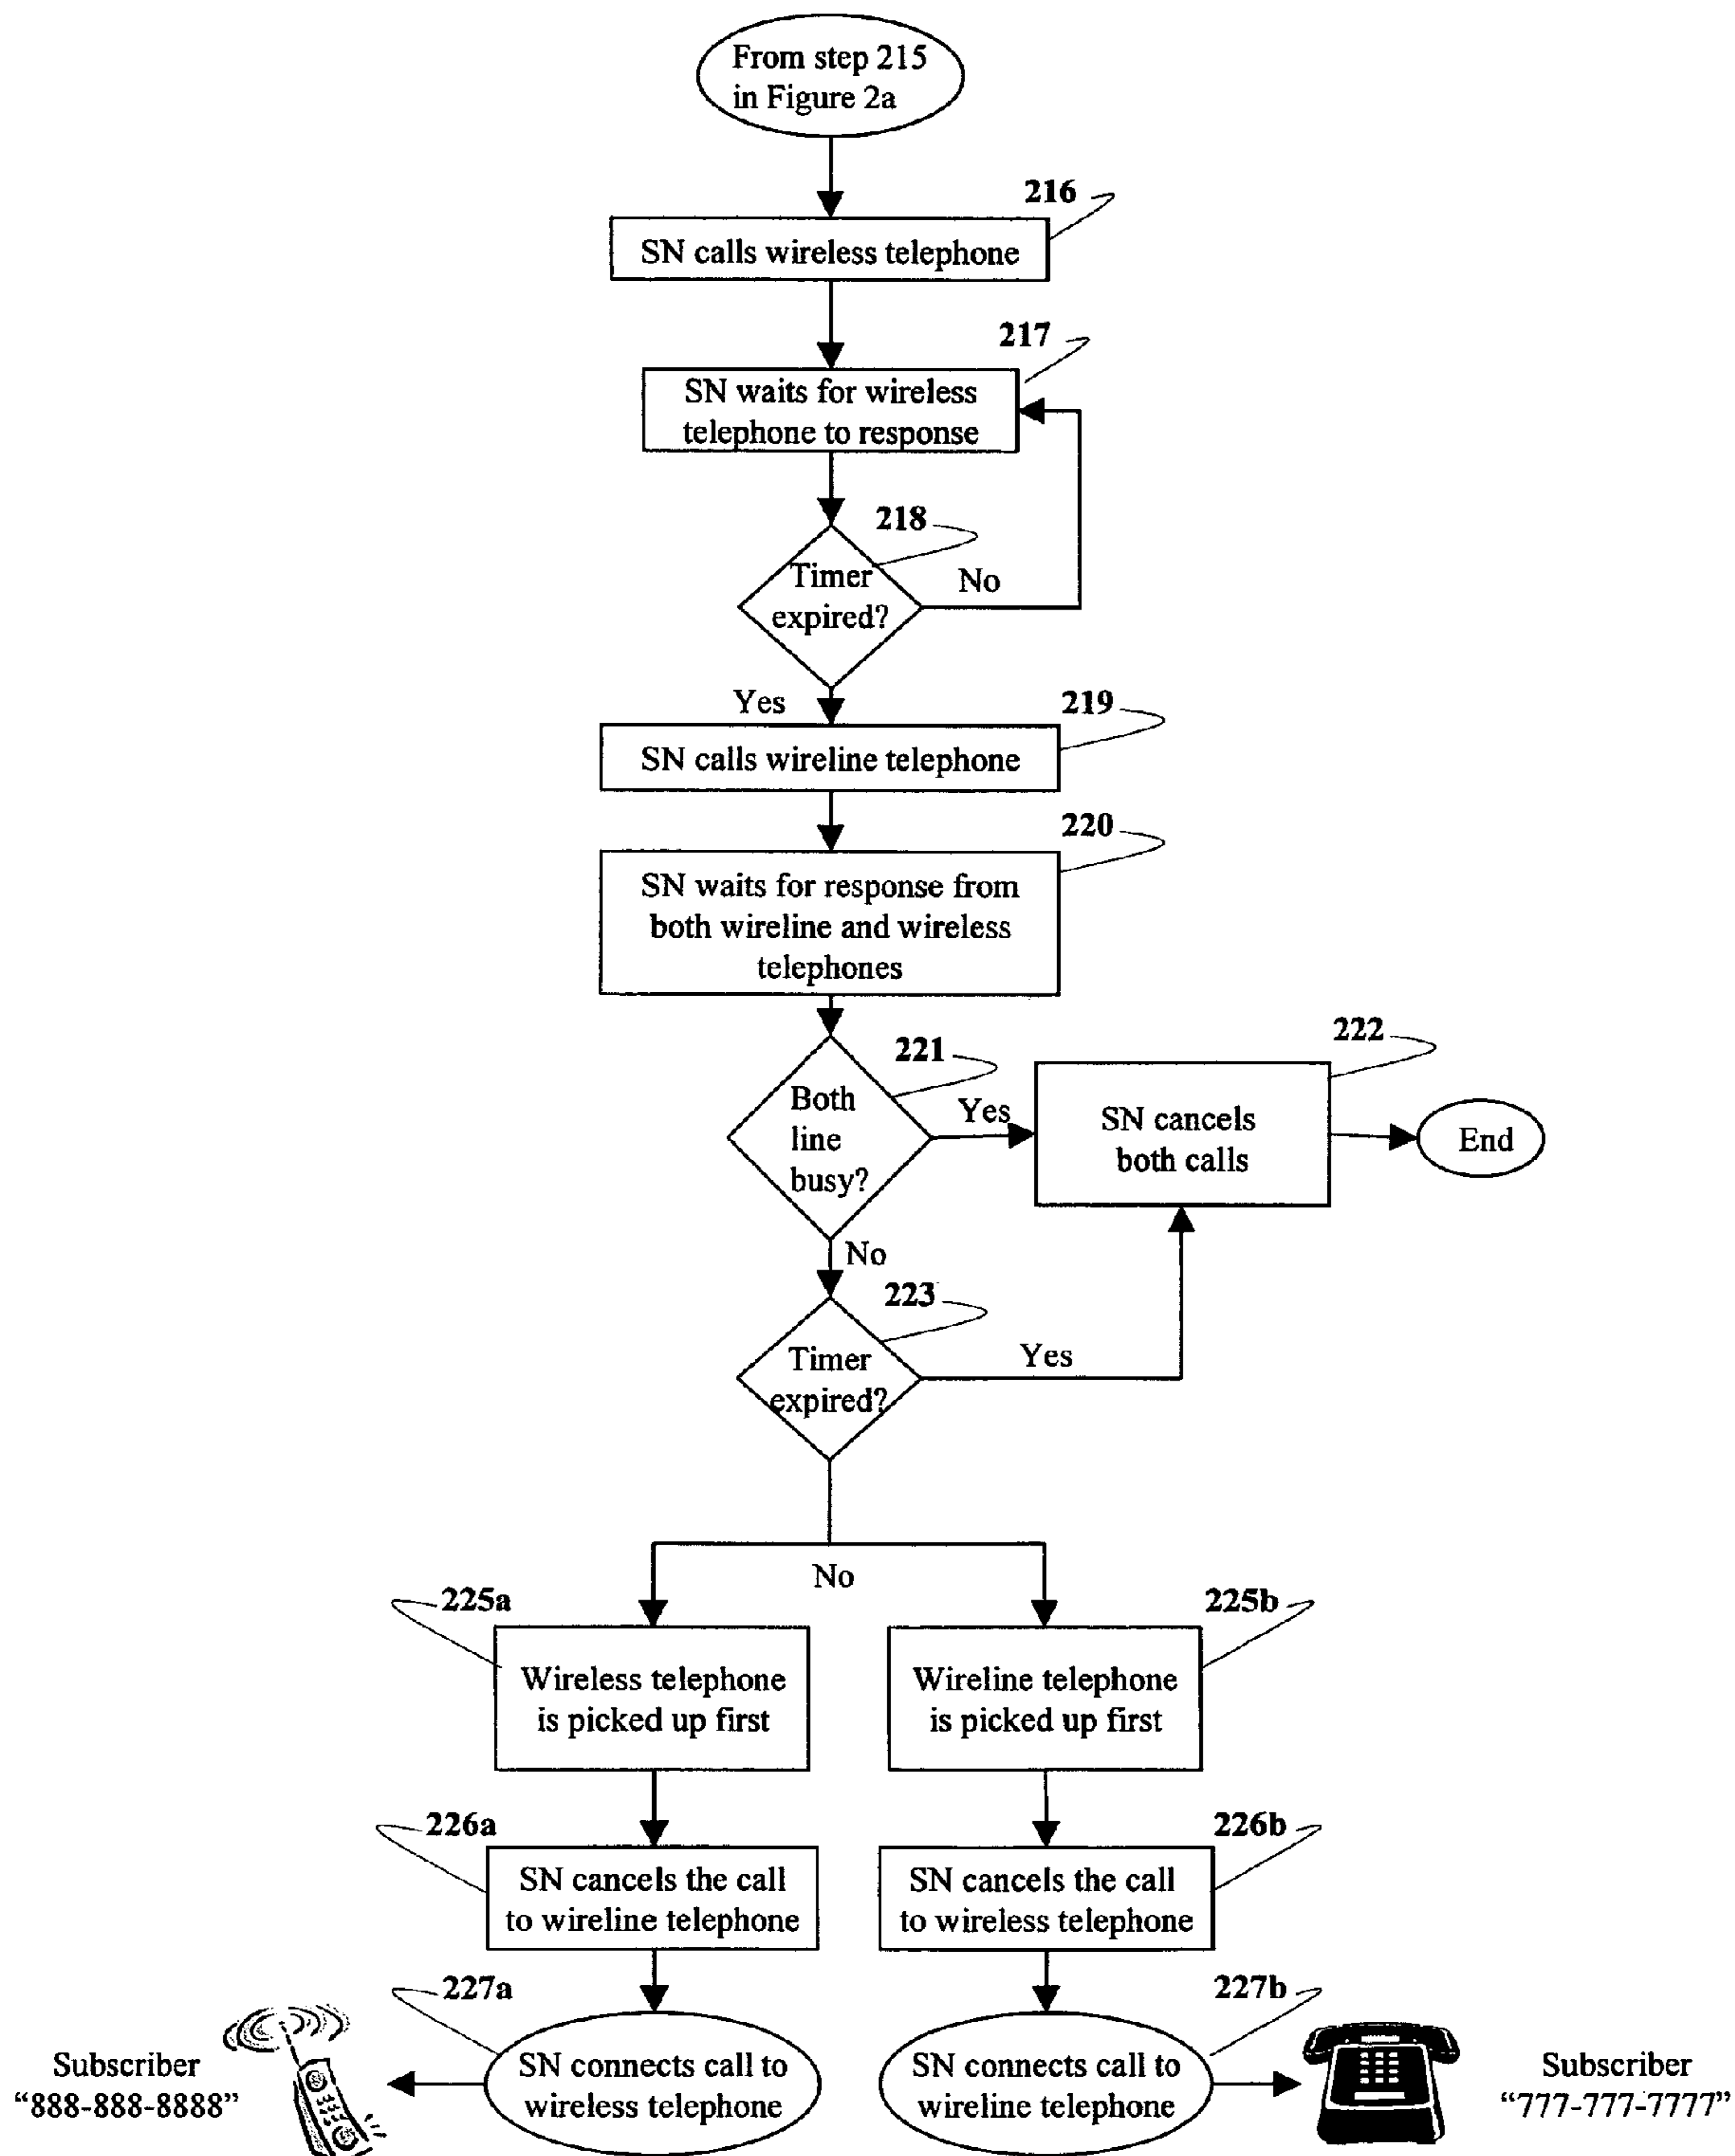 From step 215
in Figure 2a
216
SN calls wireless telephone
217
SN waits for wireless
telephone to response
218
Timer
expired?
No
Yes
219
SN calls wireline telephone
220
SN waits for response from
both wireline and wireless
telephones
221
Both
line
busy?
Yes
222
SN cancels
both calls
End
No
223
Timer
expired?
Yes
No
225a
Wireless telephone
is picked up first
225b
Wireline telephone
is picked up first
226a
SN cancels the call
to wireline telephone
226b
SN cancels the call
to wireless telephone
227a
SN connects call to
wireless telephone
227b
SN connects call to
wireline telephone
Subscriber
“888-888-8888”
Subscriber
“777-777-7777”